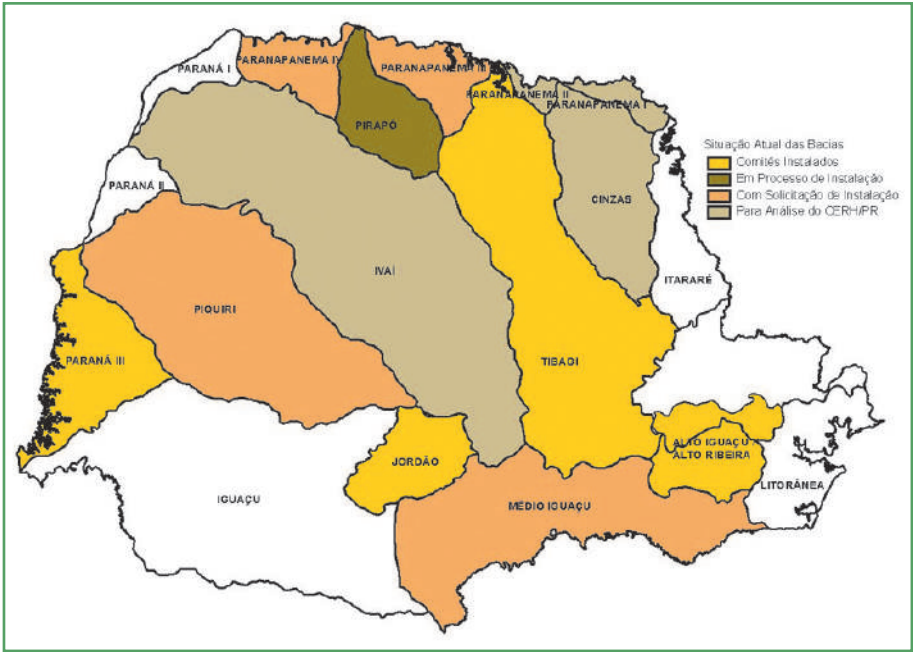 PARANÁ I
PARANAPANEMA IV
PARANAPANEMA III
PARANAPANEMA II
PARANAPANEMA I
PIRAPÓ
Situação Atual das Bacias
Comitês Instalados
Em Processo de Instalação
Com Solicitação de Instalação
Para Análise do CERH/PR
PARANÁ II
CINZAS
IVAÍ
ITARARÉ
PIQUIRI
PARANÁ III
TIBAGI
ALTO IGUAÇU
ALTO RIBEIRA
JORDÃO
LITORÂNEA
IGUAÇU
MÉDIO IGUAÇU